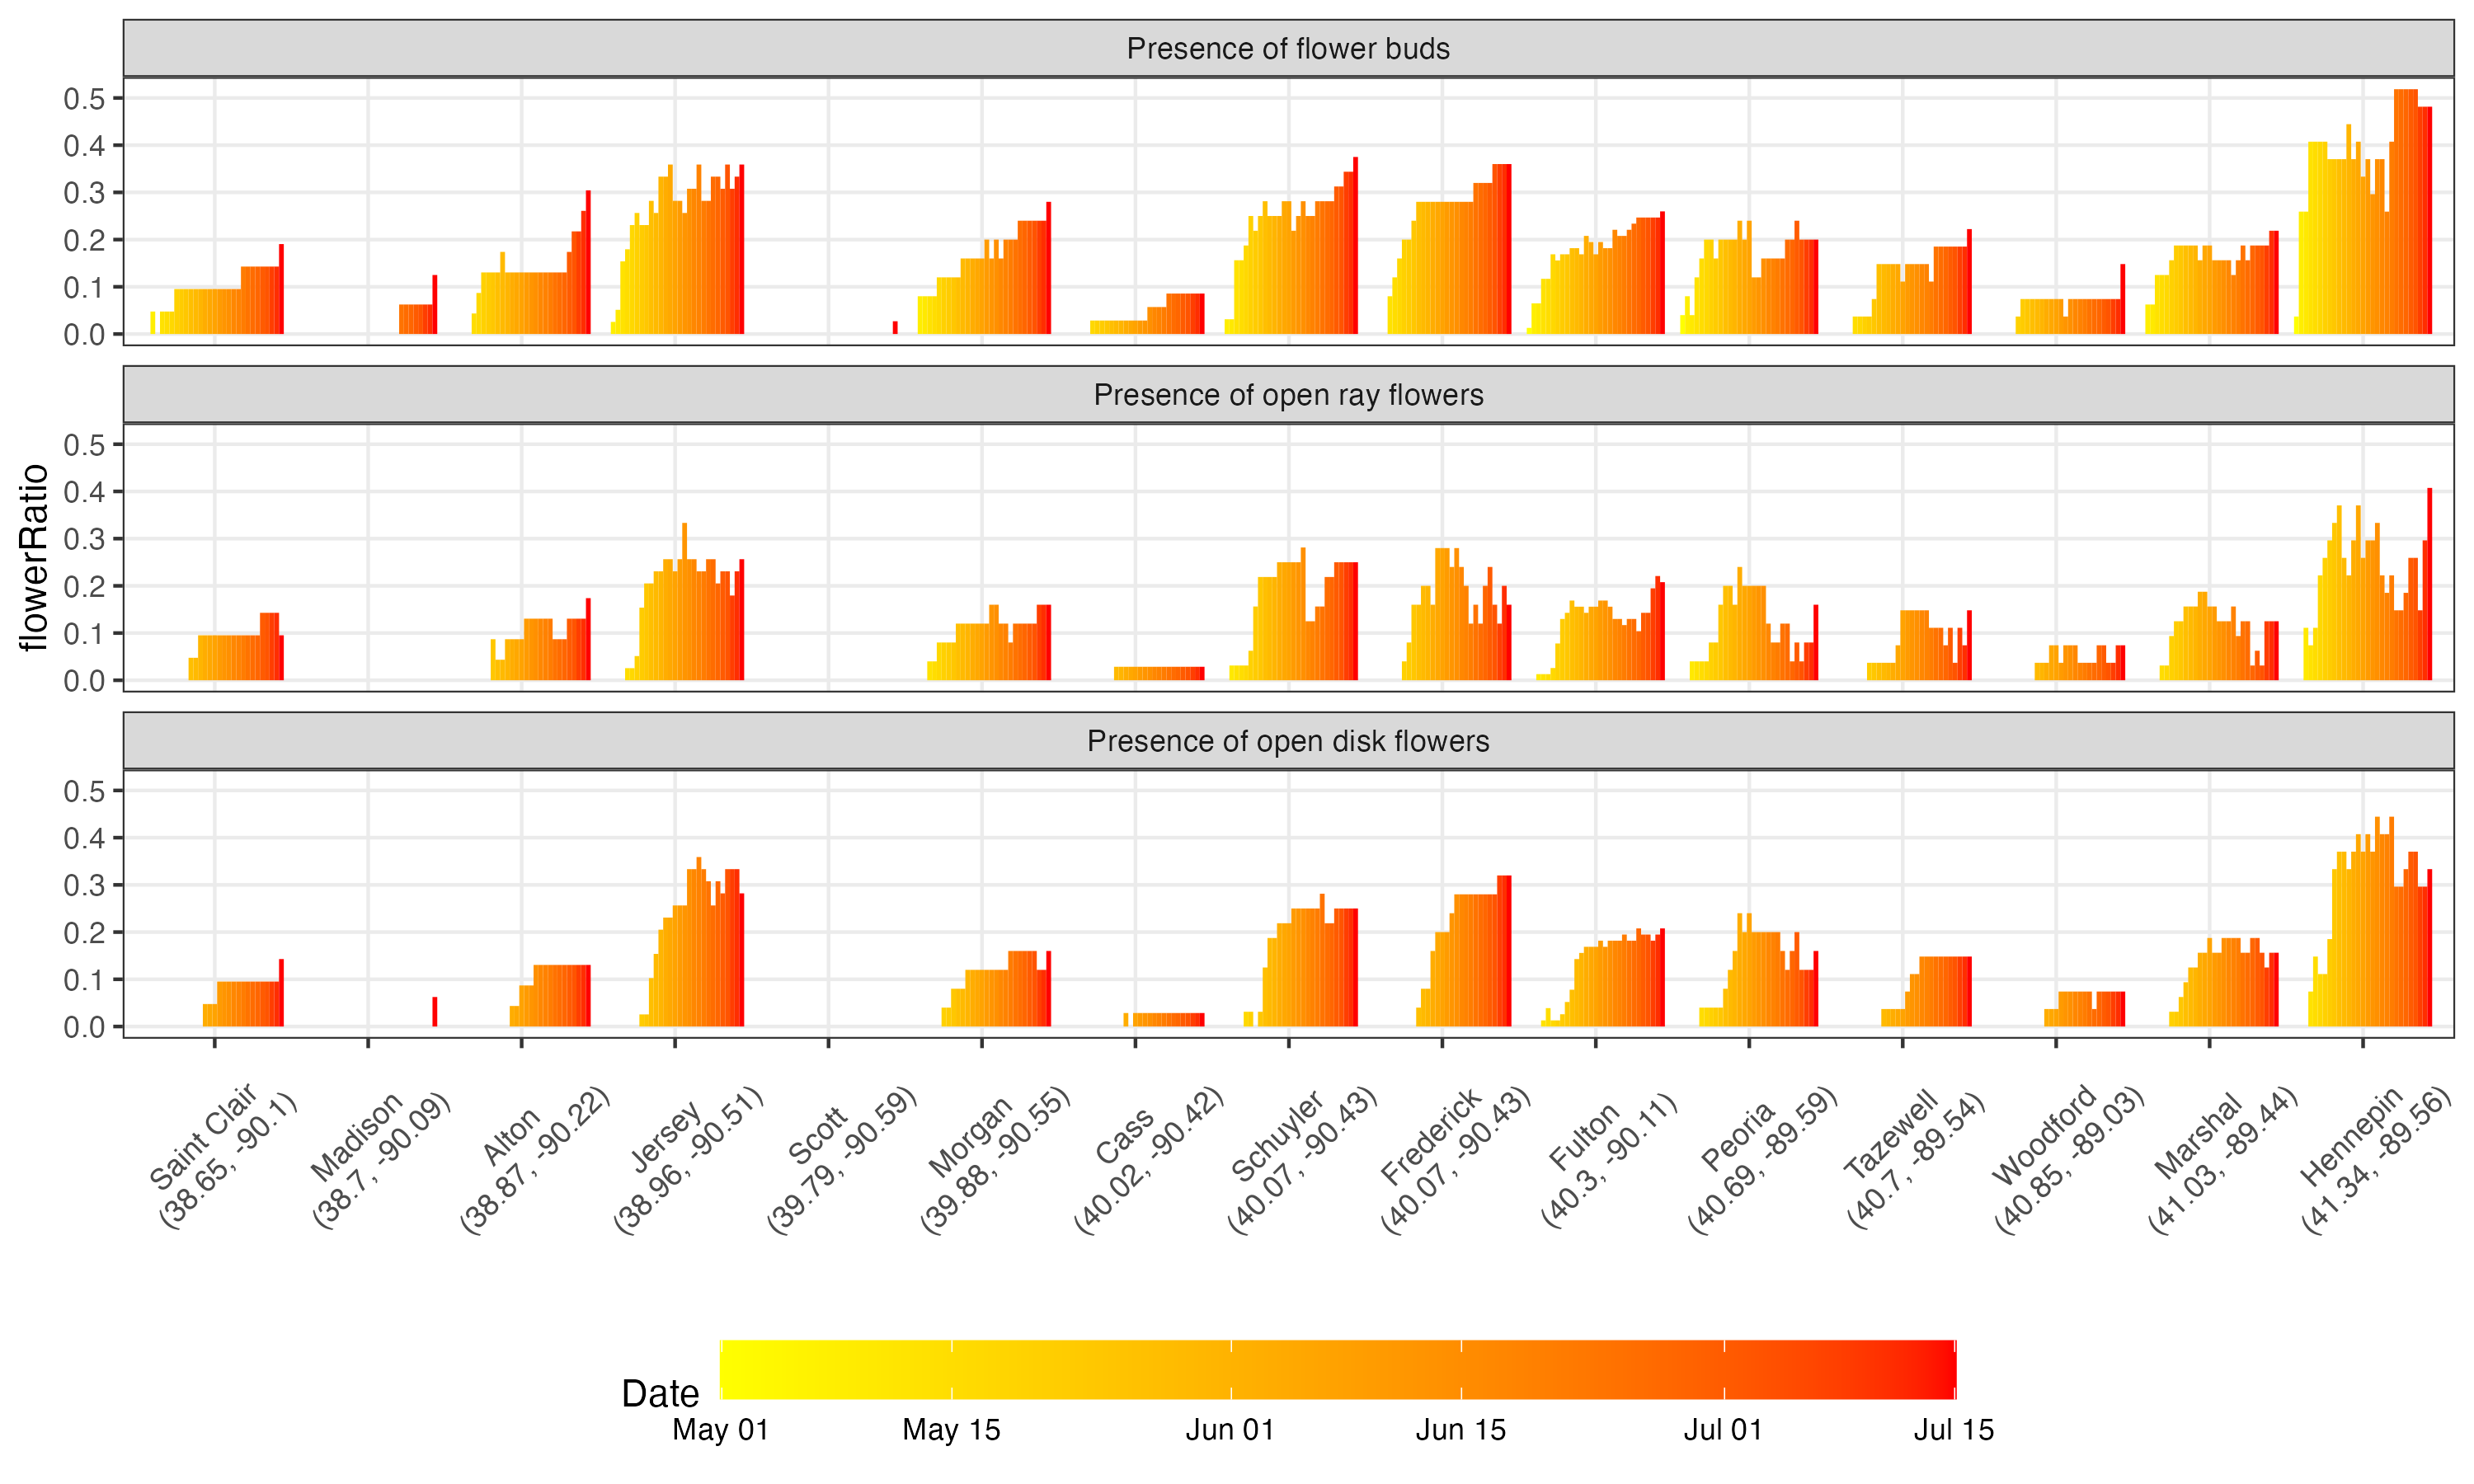 Presence of flower buds
0.5
0.4
0.3
0.2
0.1
0.0
Presence of open ray flowers
0.5
0.4
0.3
0.2
0.1
0.0
flowerRatio
Presence of open disk flowers
0.5
0.4
0.3
0.2
0.1
0.0
Saint Clair
(38.65, -90.1)
Madison
(38.7, -90.09)
Alton
(38.87, -90.22)
Jersey
(38.96, -90.51)
Scott
(39.79, -90.59)
Morgan
(39.88, -90.55)
Cass
(40.02, -90.42)
Schuyler
(40.07, -90.43)
Frederick
(40.07, -90.43)
Fulton
(40.3, -90.11)
Peoria
(40.69, -89.59)
Tazewell
(40.7, -89.54)
Woodford
(40.85, -89.03)
Marshal
(41.03, -89.44)
Hennepin
(41.34, -89.56)
Date
May 01
May 15
Jun 01
Jun 15
Jul 01
Jul 15